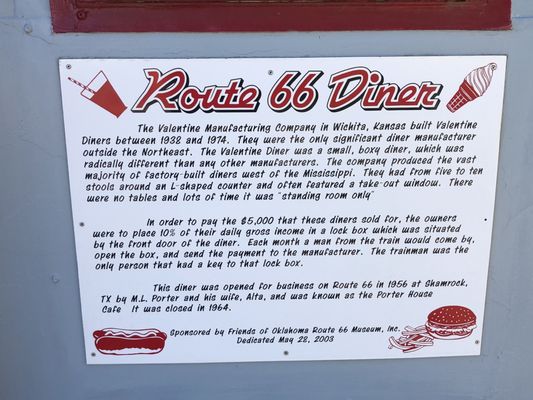 Route 66 Diner
The Valentine Manufacturing Company in Wichita, Kansas built Valentine
Diners between 1932 and 1974. They were the only significant diner manufacturer
outside the Northeast. The Valentine Diner was a small, boxy diner, which was
radically different than any other manufacturers. The company produced the vast
majority of factory-built diners west of the Mississippi. They had from five to ten
stools around an L-shaped counter and often featured a take-out window. There
were no tables and lots of time it was "standing room only"
In order to pay the $5,000 that these diners sold for, the owners
were to place 10% of their daily gross income in a lock box which was situated
by the front door of the diner. Each month a man from the train would come by,
open the box, and send the payment to the manufacturer. The trainman was the
only person that had a key to that lock box.
This diner was opened for business on Route 66 in 1956 at Shamrock,
TX by M.L. Porter and his wife, Alta, and was known as the Porter House
Cafe It was closed in 1964.
Sponsored by Friends of Oklahoma Route 66 Museum, Inc.
Dedicated May 28, 2003